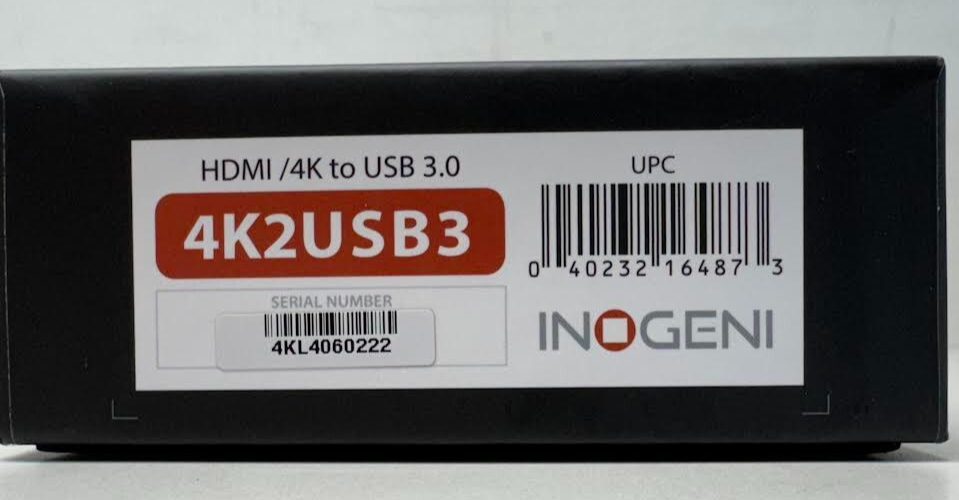 HDMI /4K to USB 3.0
4K2USB3
SERIAL NUMBER
4KL4060222
UPC
0 40232 16487 3
INOGENI